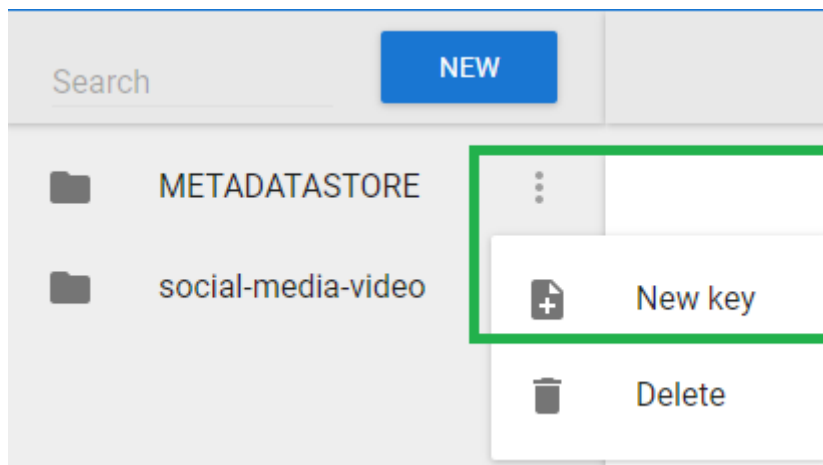 Search
NEW
METADATASTORE
social-media-video
New key
Delete